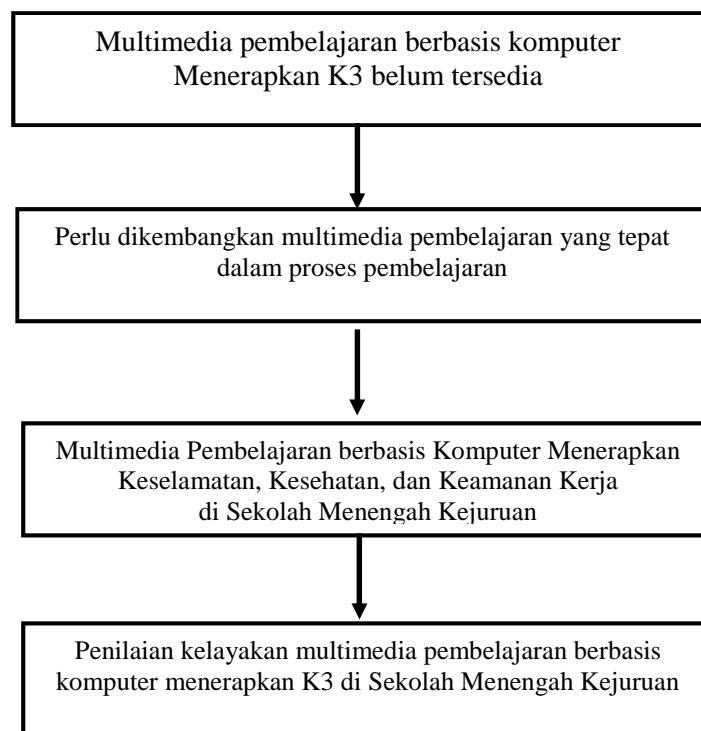 Multimedia pembelajaran berbasis komputer
Menerapkan K3 belum tersedia
Perlu dikembangkan multimedia pembelajaran yang tepat
dalam proses pembelajaran
Multimedia Pembelajaran berbasis Komputer Menerapkan
Keselamatan, Kesehatan, dan Keamanan Kerja
di Sekolah Menengah Kejuruan
Penilaian kelayakan multimedia pembelajaran berbasis
komputer menerapkan K3 di Sekolah Menengah Kejuruan